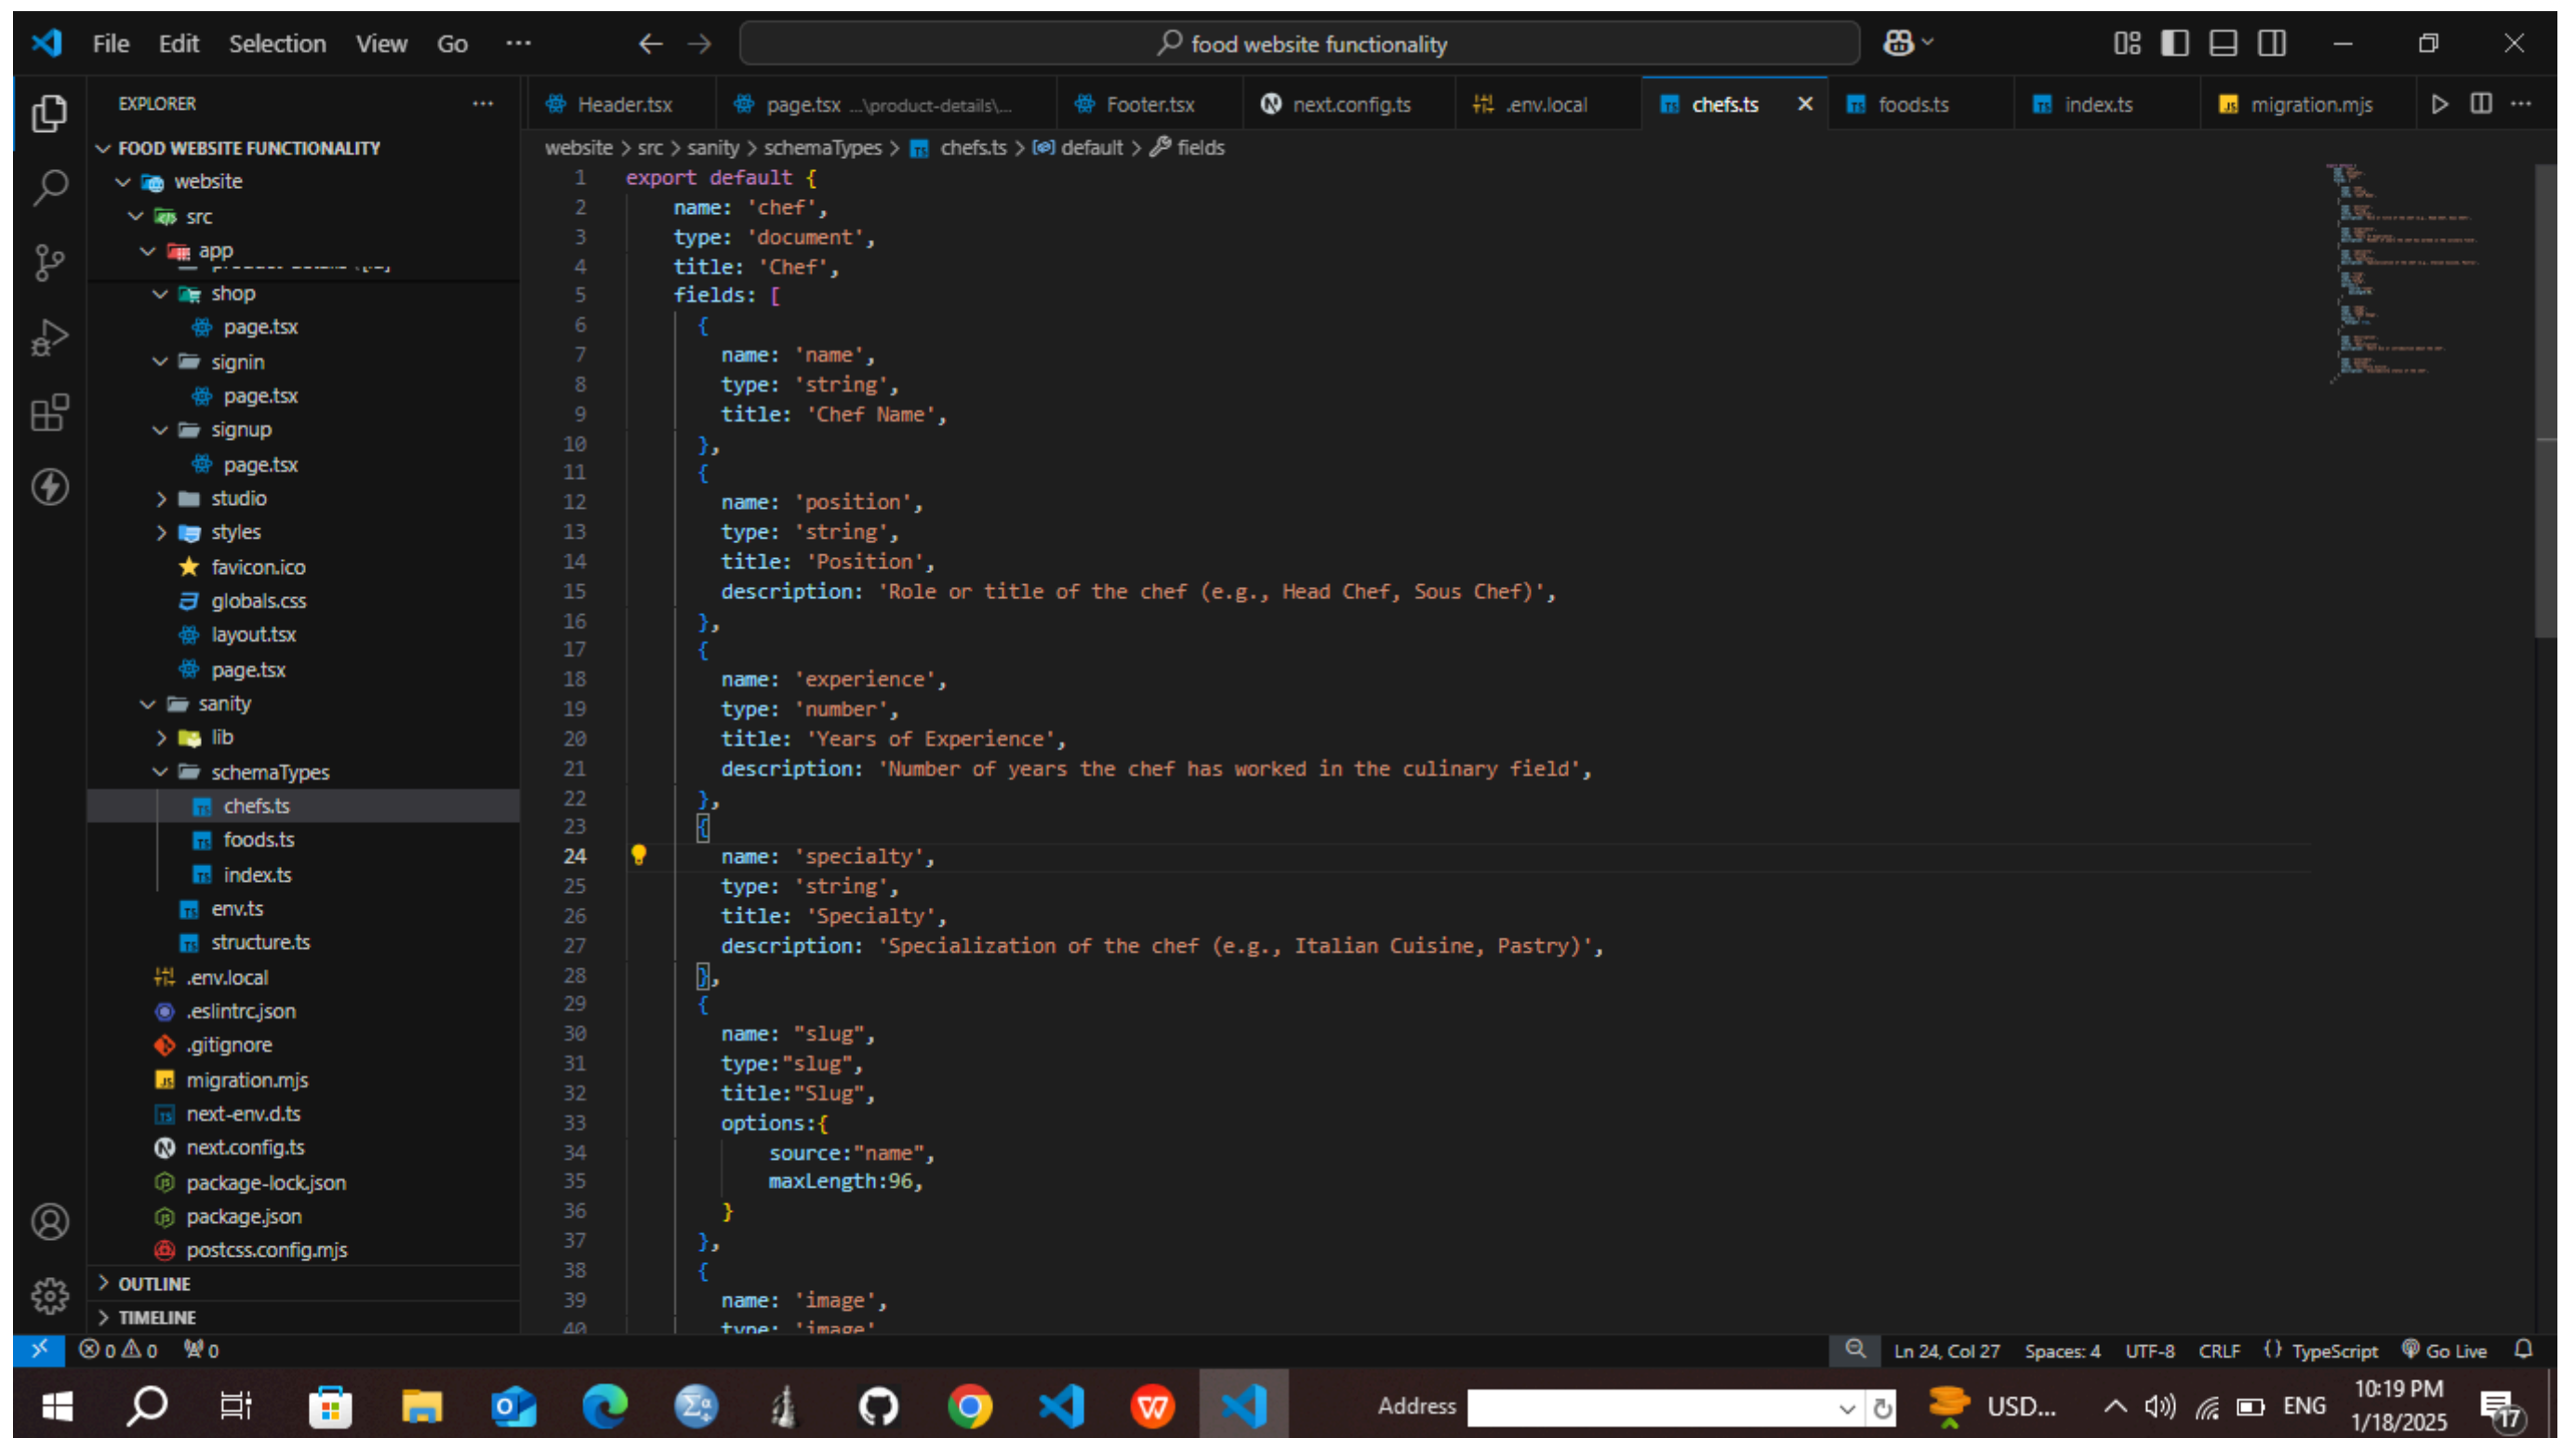 File Edit Selection View Go ···
food website functionality
EXPLORER
Header.tsx
page.tsx ...\product-details\...
Footer.tsx
next.config.ts
.env.local
chefs.ts
foods.ts
index.ts
migration.mjs
FOOD WEBSITE FUNCTIONALITY
website
src
app
shop
page.tsx
signin
page.tsx
signup
page.tsx
studio
styles
favicon.ico
globals.css
layout.tsx
page.tsx
sanity
lib
schemaTypes
chefs.ts
foods.ts
index.ts
env.ts
structure.ts
.env.local
.eslintrc.json
.gitignore
migration.mjs
next-env.d.ts
next.config.ts
package-lock.json
package.json
postcss.config.mjs
OUTLINE
TIMELINE
website > src > sanity > schemaTypes > chefs.ts > default > fields
1 export default {
2 name: 'chef',
3 type: 'document',
4 title: 'Chef',
5 fields: [
6 {
7 name: 'name',
8 type: 'string',
9 title: 'Chef Name',
10 },
11 {
12 name: 'position',
13 type: 'string',
14 title: 'Position',
15 description: 'Role or title of the chef (e.g., Head Chef, Sous Chef)',
16 },
17 {
18 name: 'experience',
19 type: 'number',
20 title: 'Years of Experience',
21 description: 'Number of years the chef has worked in the culinary field',
22 },
23 {
24 name: 'specialty',
25 type: 'string',
26 title: 'Specialty',
27 description: 'Specialization of the chef (e.g., Italian Cuisine, Pastry)',
28 },
29 {
30 name: "slug",
31 type:"slug",
32 title:"Slug",
33 options:{
34 source:"name",
35 maxLength:96,
36 }
37 },
38 {
39 name: 'image',
40 type: 'image'
0 0 0
Ln 24, Col 27 Spaces: 4 UTF-8 CRLF {} TypeScript Go Live
Address
USD...
ENG
10:19 PM
1/18/2025
17